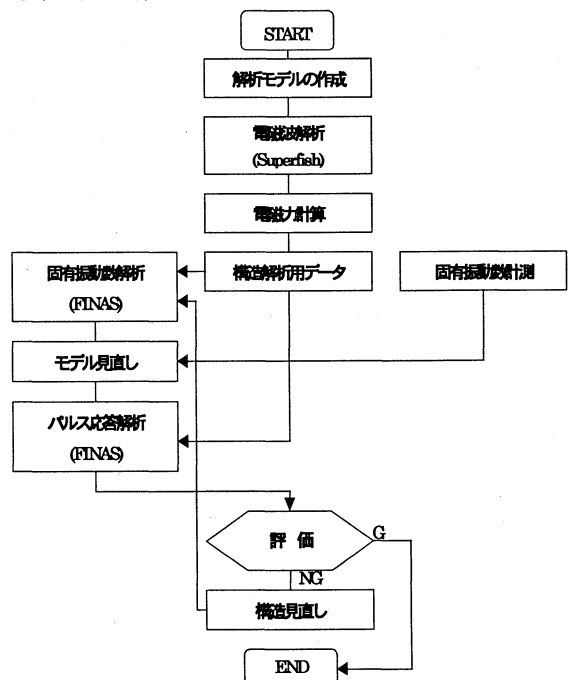 START
解析モデルの作成
電磁波解析
(Superfish)
電磁力計算
固有振動数解析
(FINAS)
構造解析用データ
固有振動数計測
モデル見直し
パルス応答解析
(FINAS)
評 価
G
NG
構造見直し
END